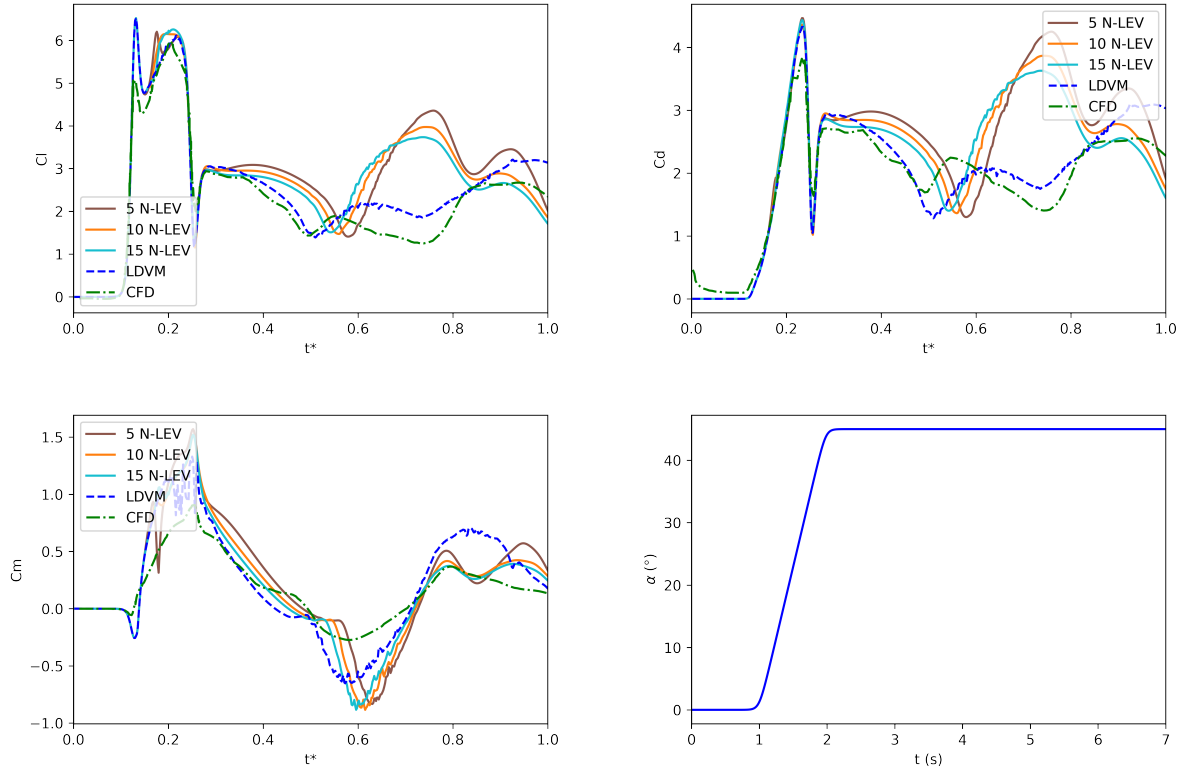 6
5
4
3
2
1
0
Cl
5 N-LEV
10 N-LEV
15 N-LEV
LDVM
CFD
0.0 0.2 0.4 0.6 0.8 1.0
t*
4
3
2
1
0
Cd
5 N-LEV
10 N-LEV
15 N-LEV
LDVM
CFD
0.0 0.2 0.4 0.6 0.8 1.0
t*
1.5
1.0
0.5
0.0
−0.5
−1.0
Cm
5 N-LEV
10 N-LEV
15 N-LEV
LDVM
CFD
0.0 0.2 0.4 0.6 0.8 1.0
t*
40
30
20
10
0
α (°)
0 1 2 3 4 5 6 7
t (s)